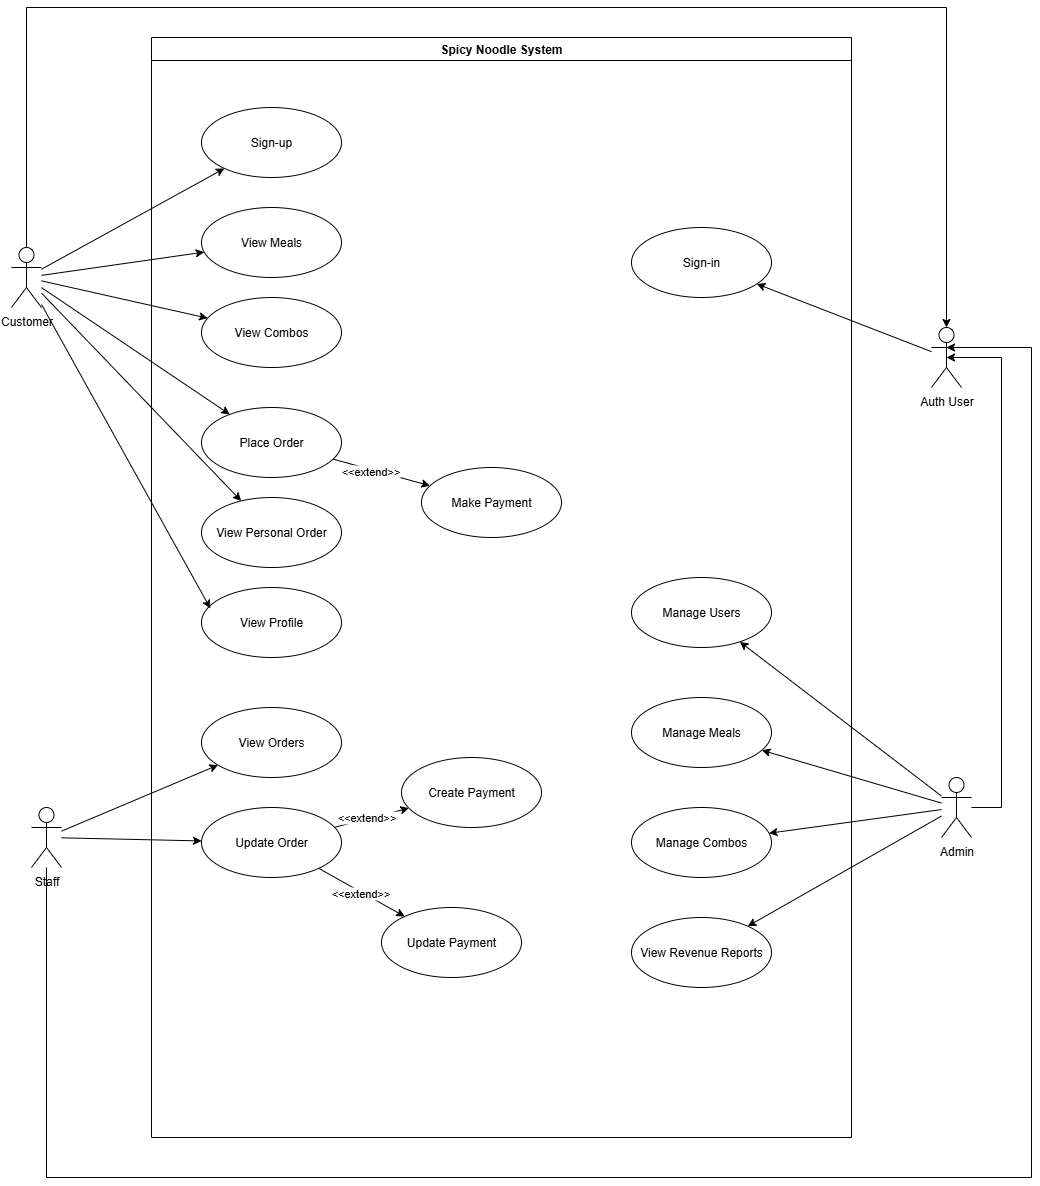 Spicy Noodle System
Sign-up
View Meals
Sign-in
Customer
View Combos
Auth User
Place Order
<<extend>>
Make Payment
View Personal Order
Manage Users
View Profile
Manage Meals
View Orders
Create Payment
<<extend>>
Update Order
Manage Combos
Admin
Staff
<<extend>>
Update Payment
View Revenue Reports